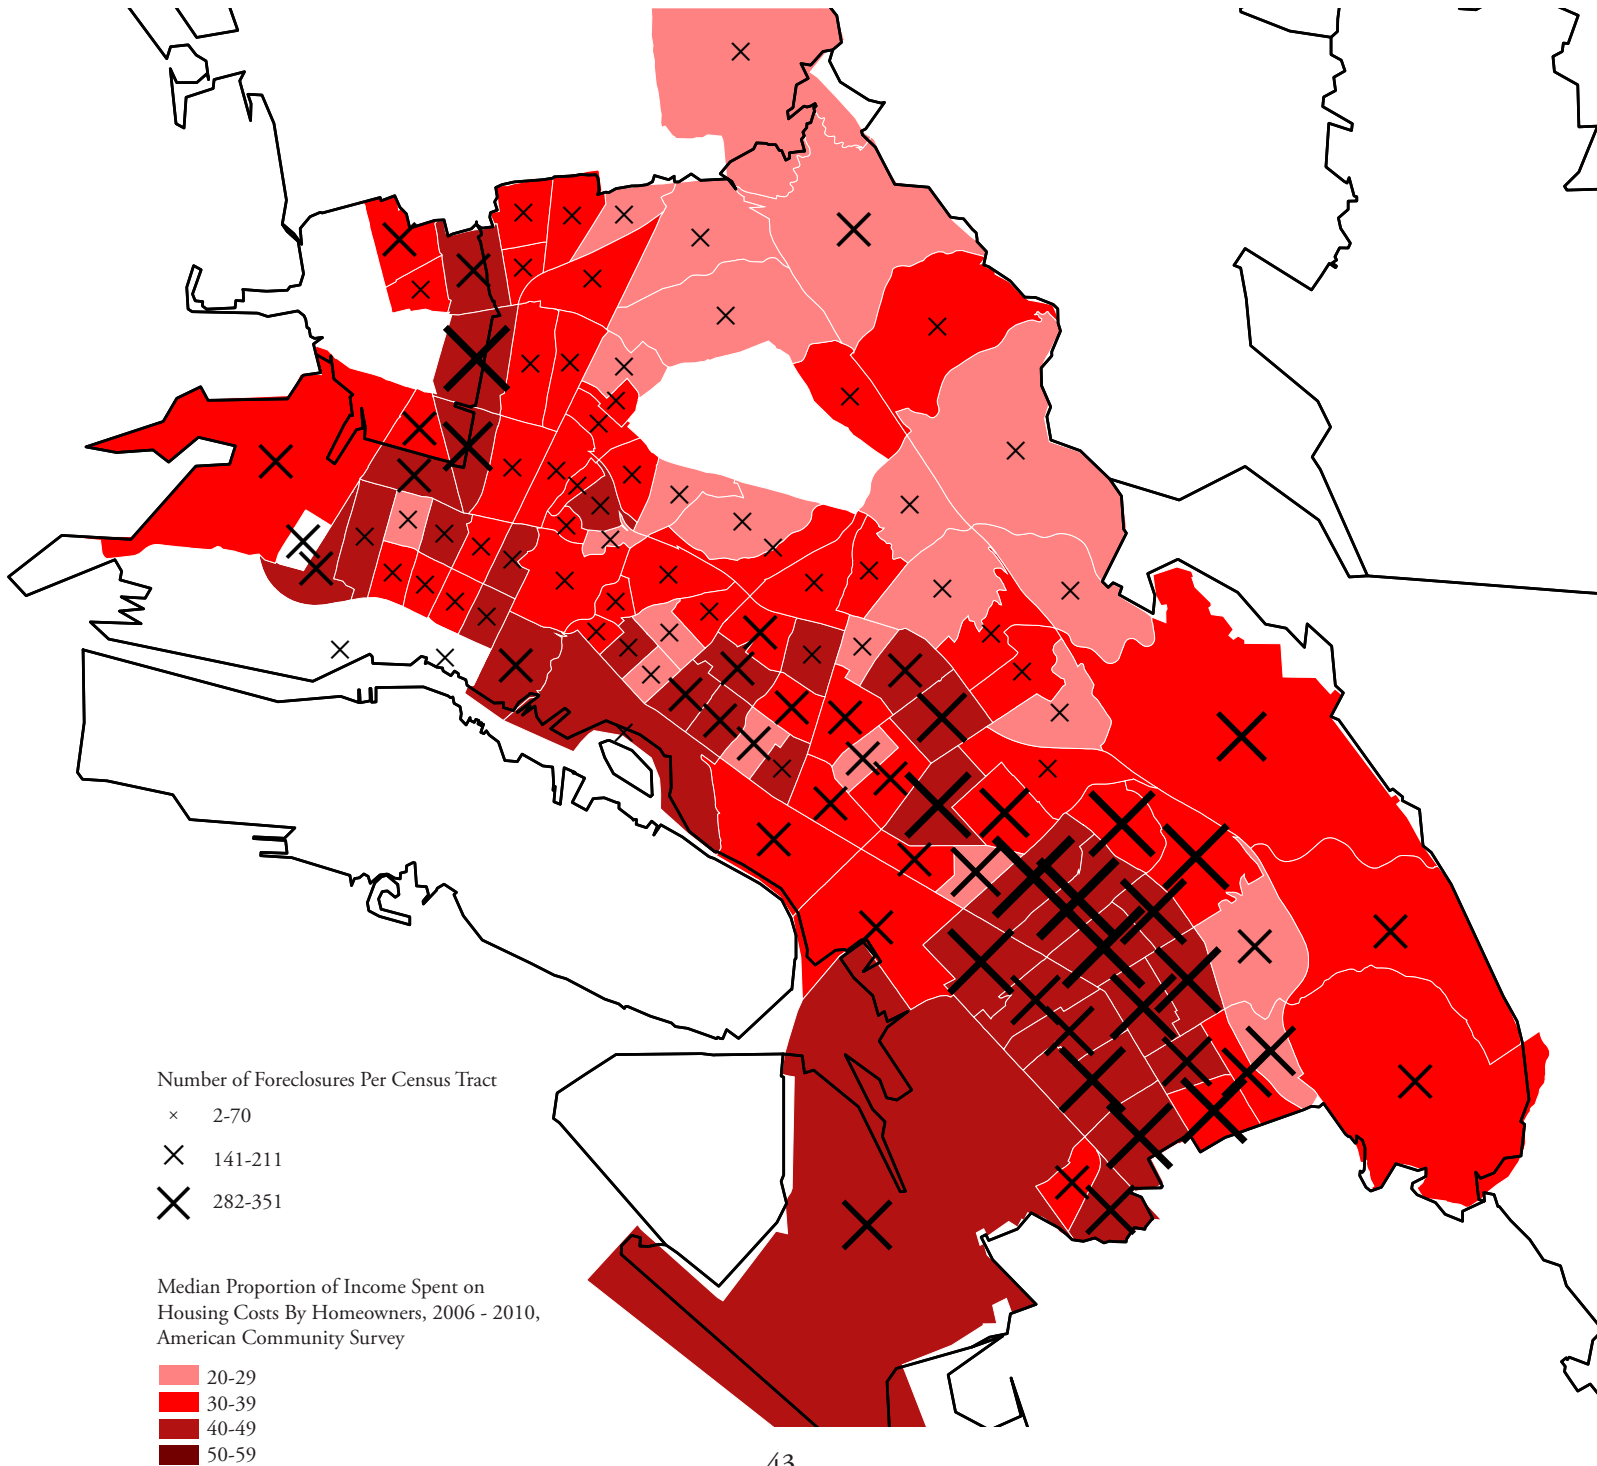 Number of Foreclosures Per Census Tract
2-70
141-211
282-351
Median Proportion of Income Spent on
Housing Costs By Homeowners, 2006 - 2010,
American Community Survey
20-29
30-39
40-49
50-59
43